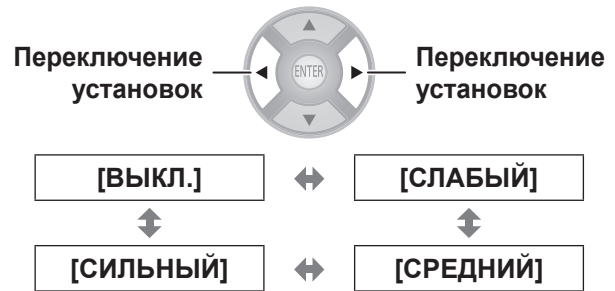 Переключение
установок
ENTER
Переключение
установок
[ВЫКЛ.]
[СЛАБЫЙ]
[СИЛЬНЫЙ]
[СРЕДНИЙ]